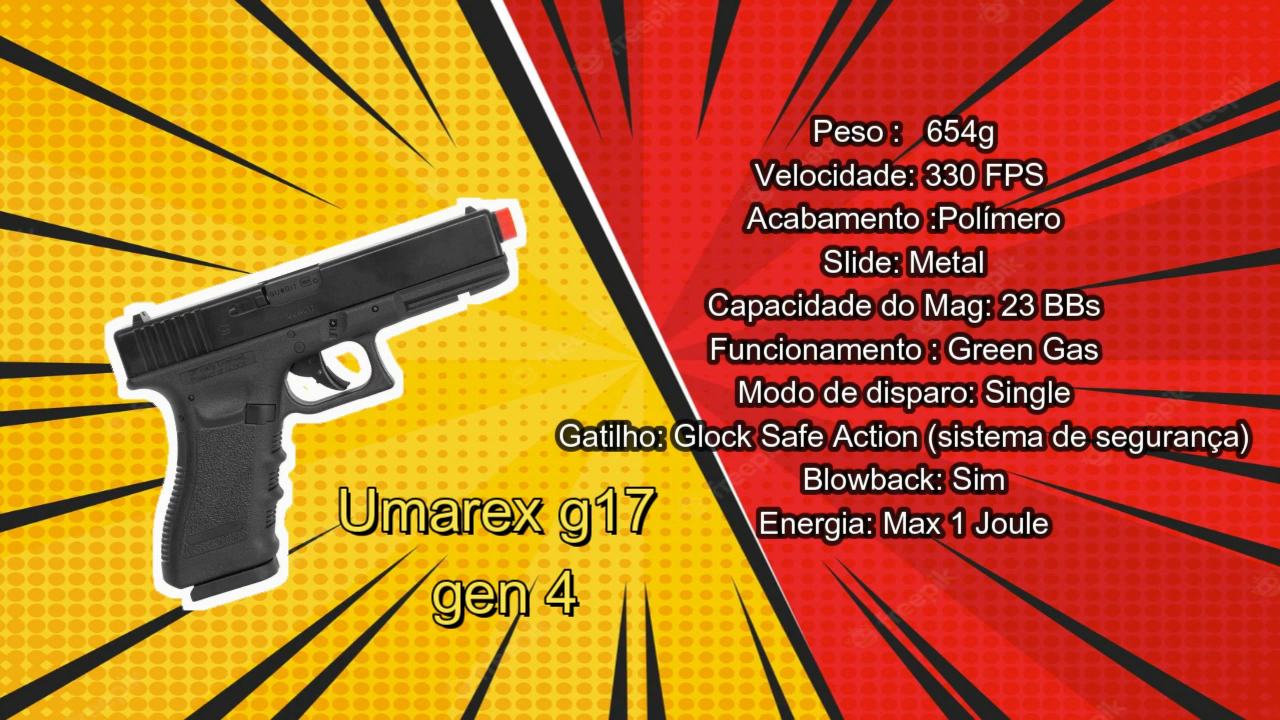 Umarex g17
gen 4
Peso : 654g
Velocidade: 330 FPS
Acabamento :Polímero
Slide: Metal
Capacidade do Mag: 23 BBs
Funcionamento : Green Gas
Modo de disparo: Single
Gatilho: Glock Safe Action (sistema de segurança)
Blowback: Sim
Energia: Max 1 Joule
freepik